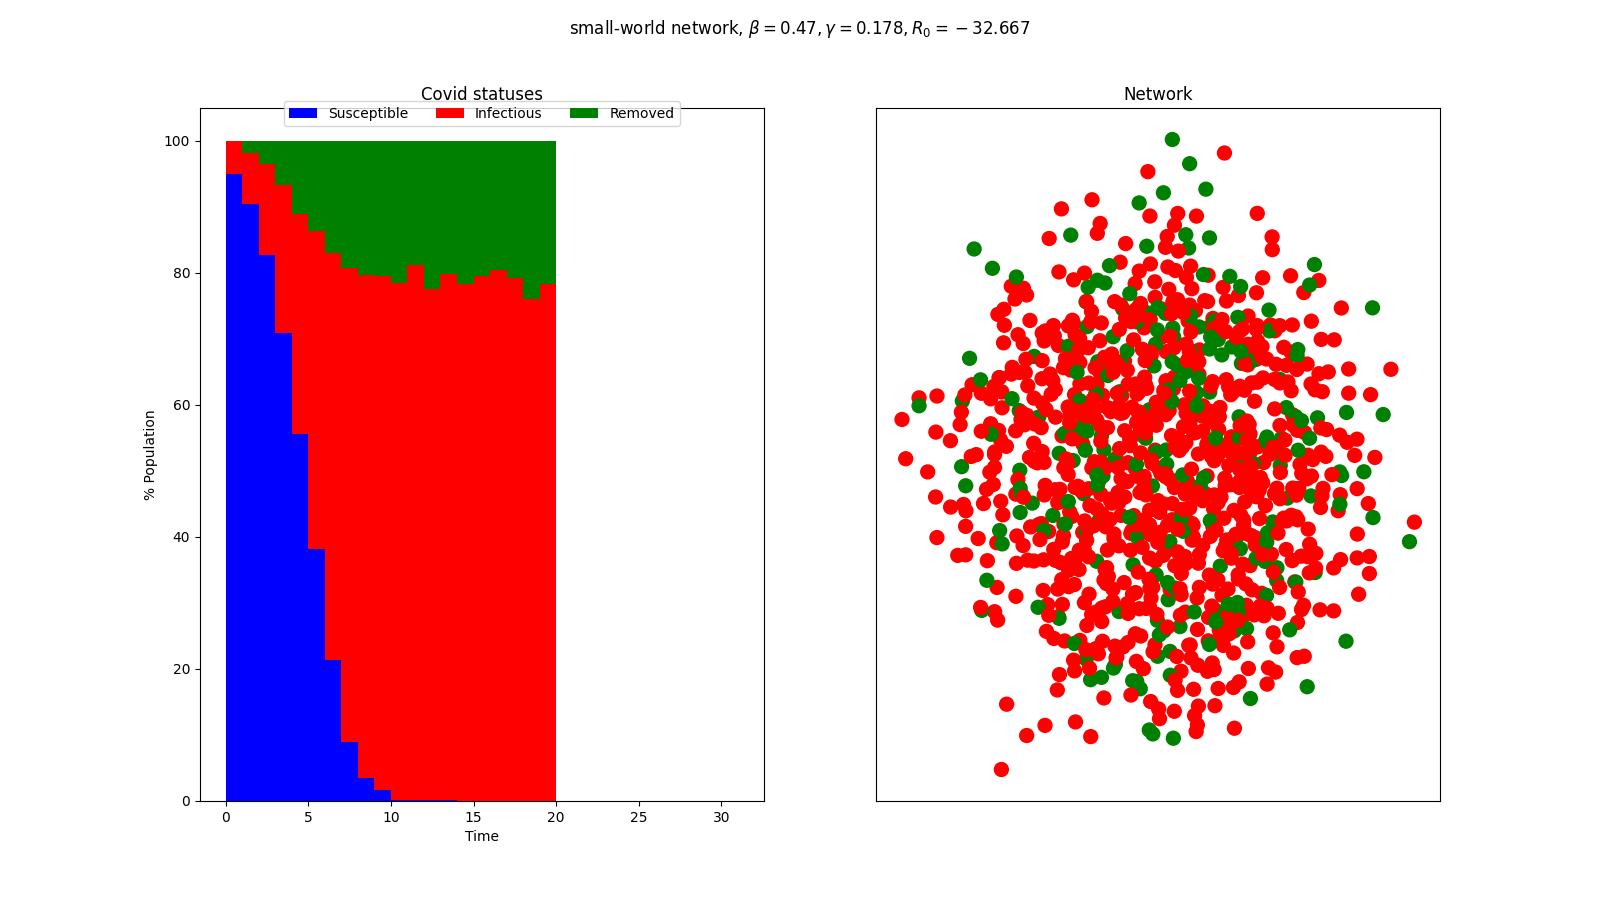 small-world network, β = 0.47, γ = 0.178, R₀ = − 32.667
Covid statuses
Susceptible Infectious Removed
100
80
60
40
20
0
% Population
0 5 10 15 20 25 30
Time
Network